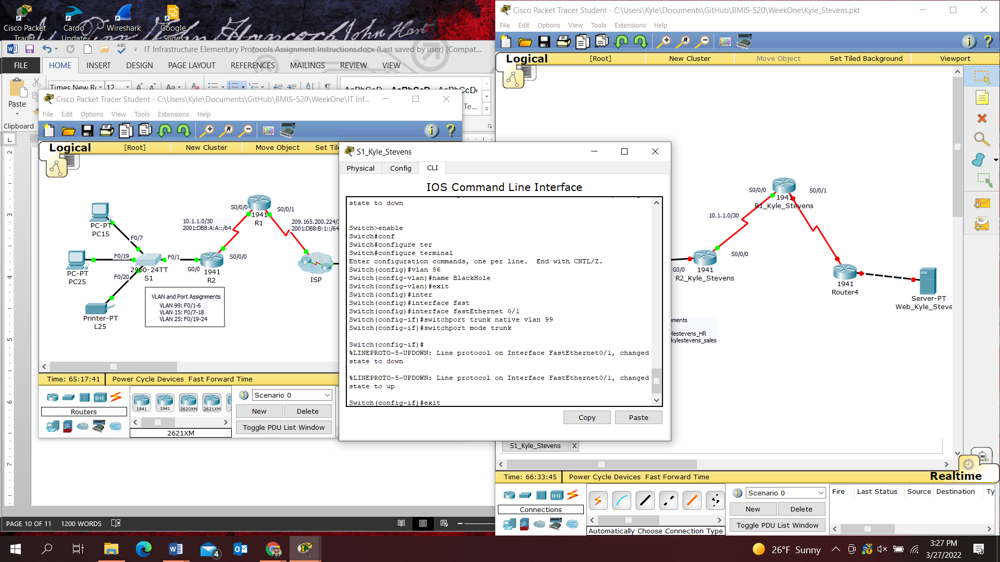 Cisco Packet Tracer
Cardo Update
Wireshark
Google Slides
IT Infrastructure Elementary Protocols Assignment Instructions.docx (Last saved by user) [Compat...
FILE HOME INSERT DESIGN PAGE LAYOUT REFERENCES MAILINGS REVIEW VIEW
Paste
Times New Ro 12
Clipboard
Te...
Cisco Packet Tracer Student - C:\Users\Kyle\Documents\GitHub\BMIS-520\WeekOne\IT Inf...
File Edit Options View Tools Extensions Help
Logical [Root] New Cluster Move Object Set Tile
PC-PT
PC15
F0/7
PC-PT
PC25
F0/19
F0/20
2960-24TT
S1
F0/1
G0/0
1941
R2
S0/0/0
10.1.1.0/30
2001:DB8:A:A::/64
S0/0/0
1941
R1
S0/0/1
209.165.200.224/
2001:DB8:B:1::/64
ISP
Printer-PT
L25
VLAN and Port Assignments
VLAN 99: F0/1-6
VLAN 15: F0/7-18
VLAN 25: F0/19-24
Time: 65:17:41 Power Cycle Devices Fast Forward Time
Routers
1841 1941 2620XM 2621XM
2621XM
Scenario 0
New Delete
Toggle PDU List Window
S1_Kyle_Stevens
Physical Config CLI
IOS Command Line Interface
state to down
Switch>enable
Switch#conf
Switch#configure ter
Switch#configure terminal
Enter configuration commands, one per line.  End with CNTL/Z.
Switch(config)#vlan 86
Switch(config-vlan)#name BlackHole
Switch(config-vlan)#exit
Switch(config)#inter
Switch(config)#interface fast
Switch(config)#interface fastEthernet 0/1
Switch(config-if)#switchport trunk native vlan 99
Switch(config-if)#switchport mode trunk
Switch(config-if)#
%LINEPROTO-5-UPDOWN: Line protocol on Interface FastEthernet0/1, changed
state to down
%LINEPROTO-5-UPDOWN: Line protocol on Interface FastEthernet0/1, changed
state to up
Switch(config-if)#exit
Copy Paste
Cisco Packet Tracer Student - C:\Users\Kyle\Documents\GitHub\BMIS-520\WeekOne\Kyle_Stevens.pkt
File Edit Options View Tools Extensions Help
Logical [Root] New Cluster Move Object Set Tiled Background Viewport
S0/0/0
1941
R1_Kyle_Stevens
S0/0/1
10.1.1.0/30
S0/0/0
G0/0
1941
R2_Kyle_Stevens
1941
Router4
Server-PT
Web_Kyle_Steve
nments
ylestevens_HR
kylestevens_sales
S1_Kyle_Stevens X
Time: 66:33:45 Power Cycle Devices Fast Forward Time
Realtime
Connections
Automatically Choose Connection Type
Scenario 0
New Delete
Toggle PDU List Window
Fire Last Status Source Destination Ty
PAGE 10 OF 11 1200 WORDS
4
26°F Sunny
3:27 PM
3/27/2022